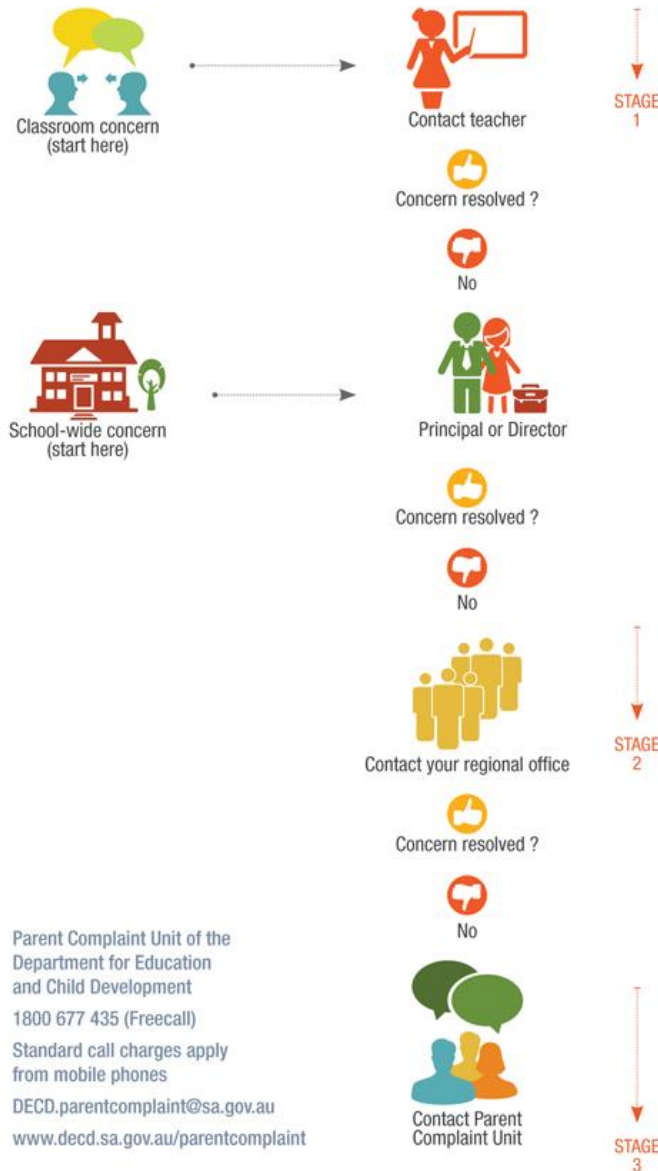 Classroom concern
(start here)
Contact teacher
STAGE
1
Concern resolved ?
No
School-wide concern
(start here)
Principal or Director
Concern resolved ?
No
Contact your regional office
STAGE
2
Concern resolved ?
No
Parent Complaint Unit of the
Department for Education
and Child Development
1800 677 435 (Freecall)
Standard call charges apply
from mobile phones
DECD.parentcomplaint@sa.gov.au
www.decd.sa.gov.au/parentcomplaint
Contact Parent
Complaint Unit
STAGE
3